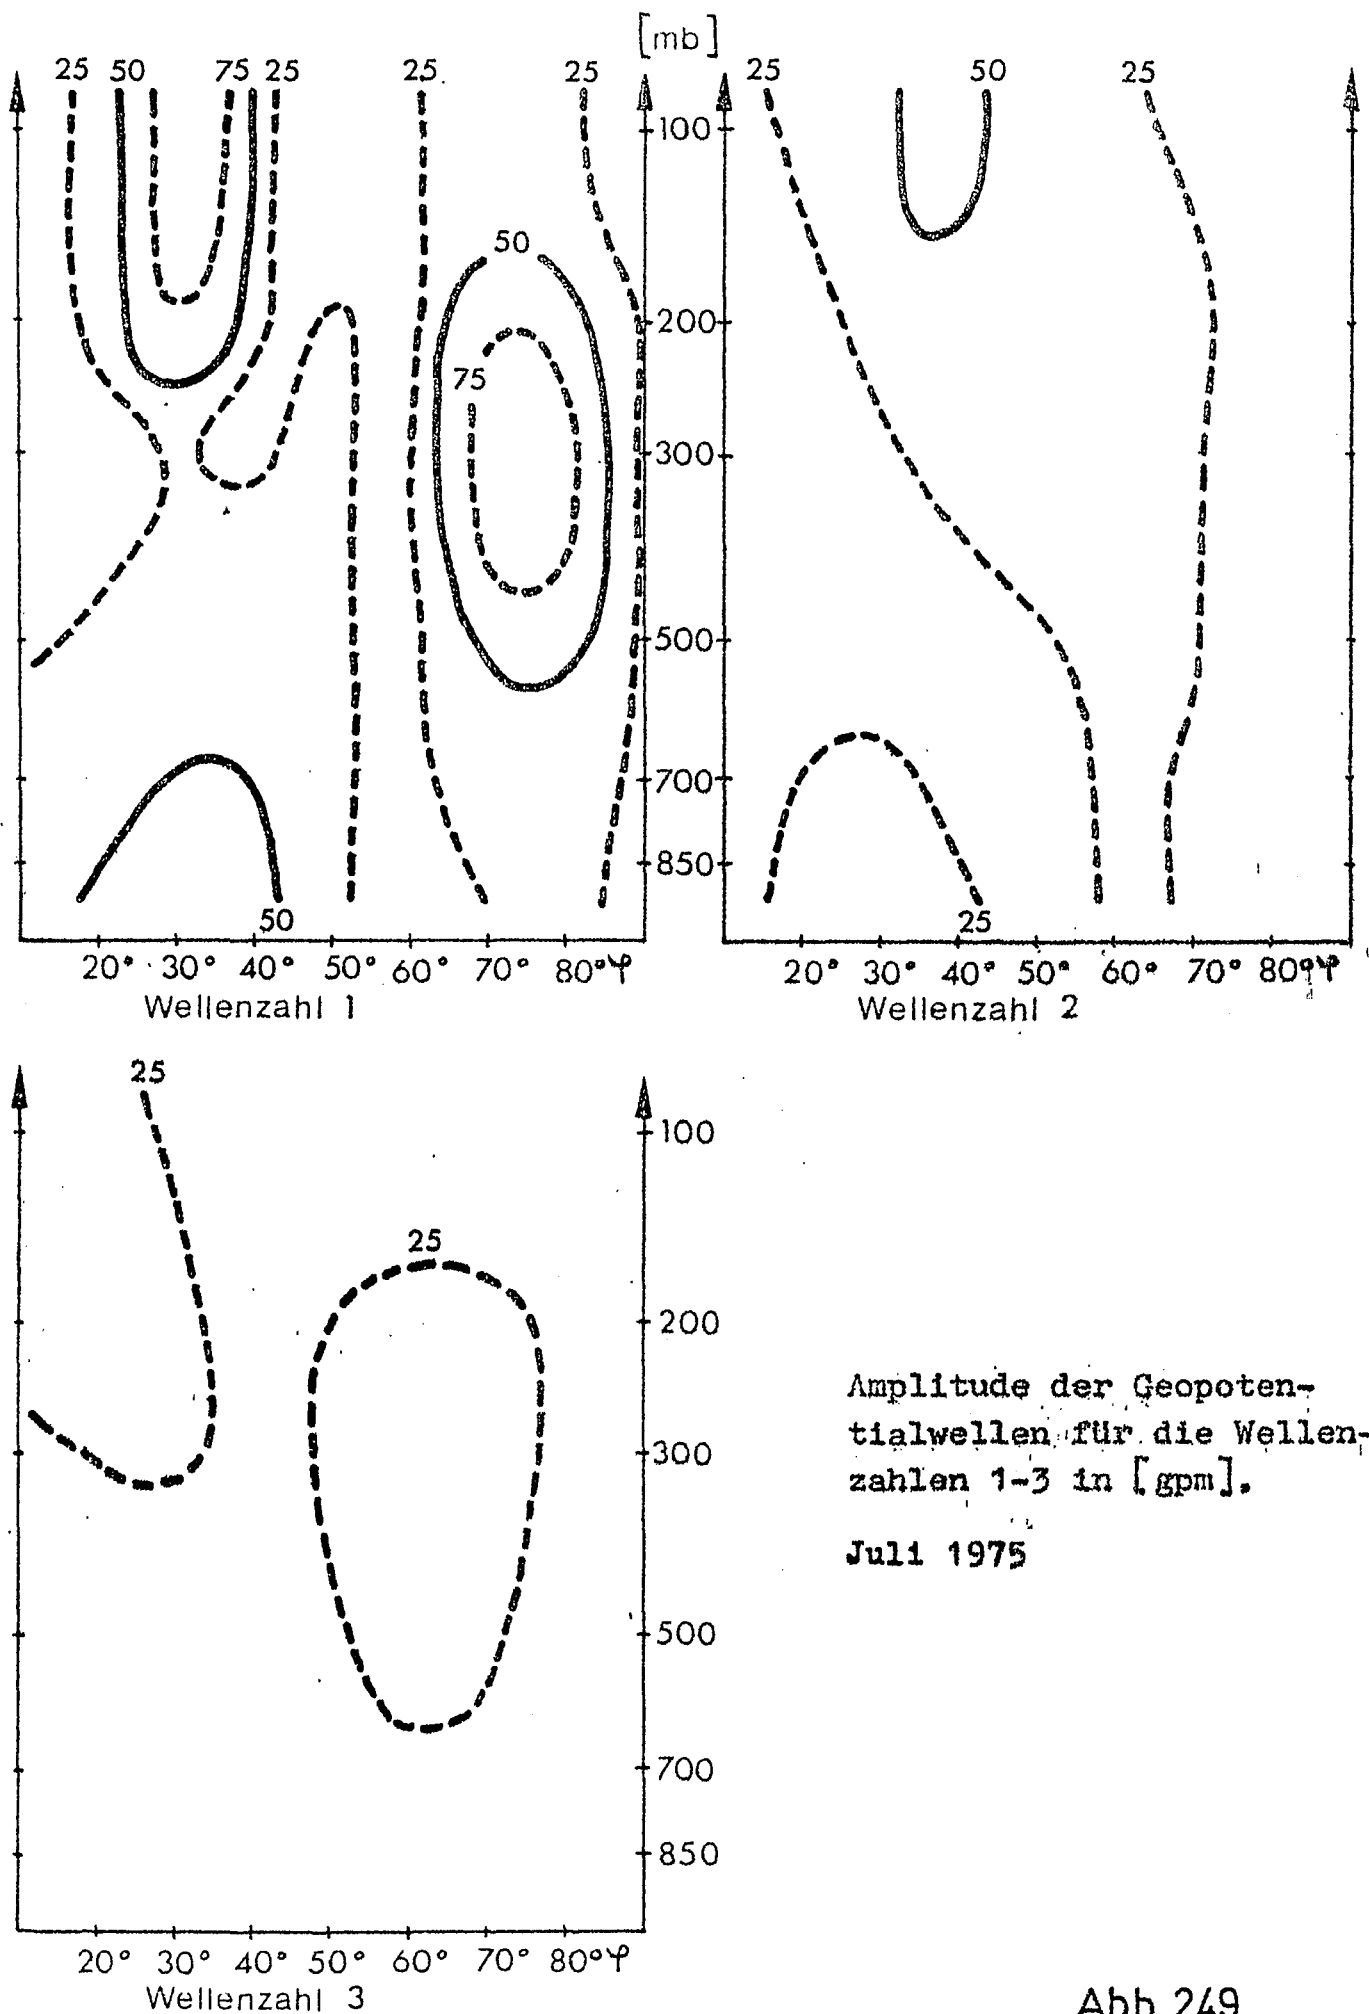 [mb]
25 50 75 25 25 25 25 50 25
100
50
200
75
300
500
700
850
50 25
20° 30° 40° 50° 60° 70° 80° φ 20° 30° 40° 50° 60° 70° 80° φ
Wellenzahl 1 Wellenzahl 2
25
100
25
200
300
500
700
850
20° 30° 40° 50° 60° 70° 80° φ
Wellenzahl 3
Amplitude der Geopoten-
tialwellen für die Wellen-
zahlen 1-3 in [gpm].
Juli 1975
Abb 249